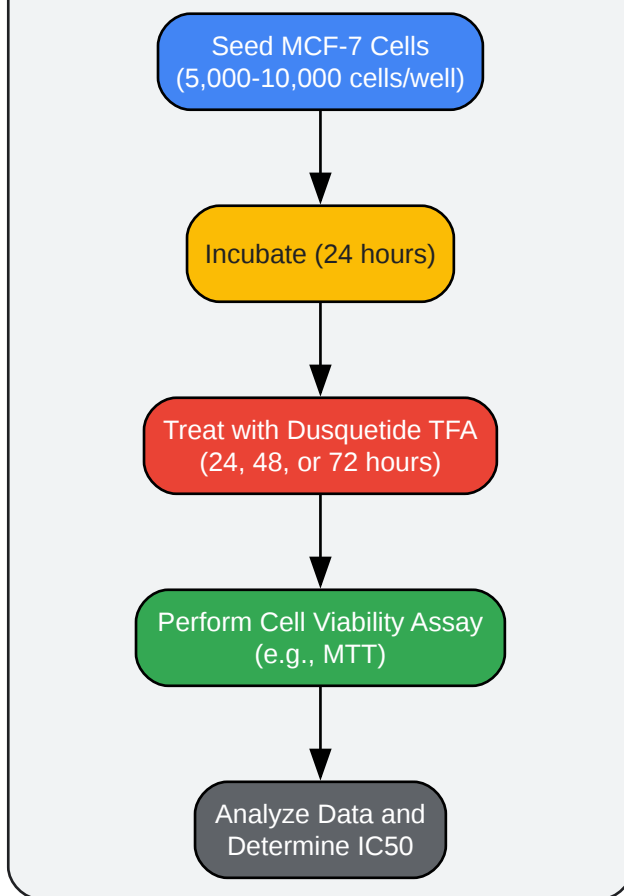 Seed MCF-7 Cells
(5,000-10,000 cells/well)
Incubate (24 hours)
Treat with Dusquetide TFA
(24, 48, or 72 hours)
Perform Cell Viability Assay
(e.g., MTT)
Analyze Data and
Determine IC50